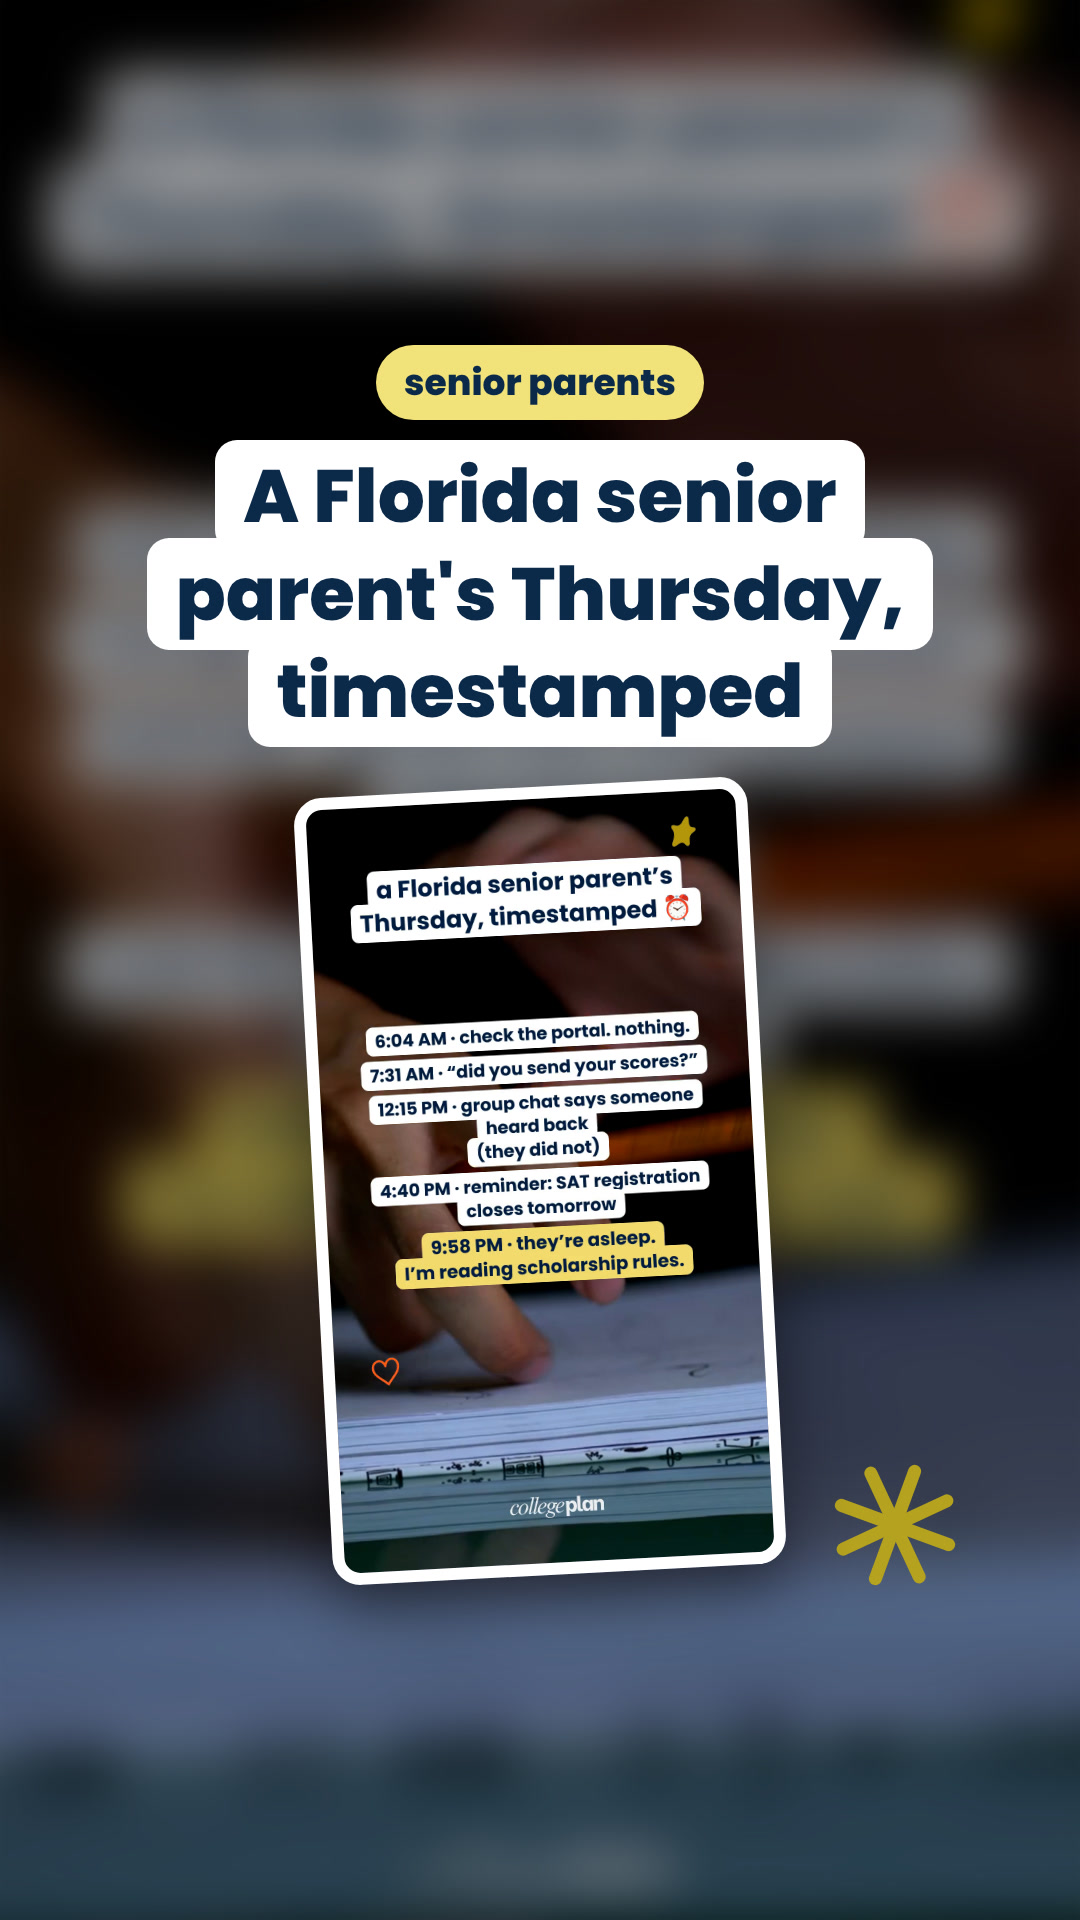 senior parents
A Florida senior
parent's Thursday,
timestamped
a Florida senior parent’s
Thursday, timestamped ⏰
6:04 AM · check the portal. nothing.
7:31 AM · “did you send your scores?”
12:15 PM · group chat says someone
heard back
(they did not)
4:40 PM · reminder: SAT registration
closes tomorrow
9:58 PM · they’re asleep.
I’m reading scholarship rules.
collegeplan